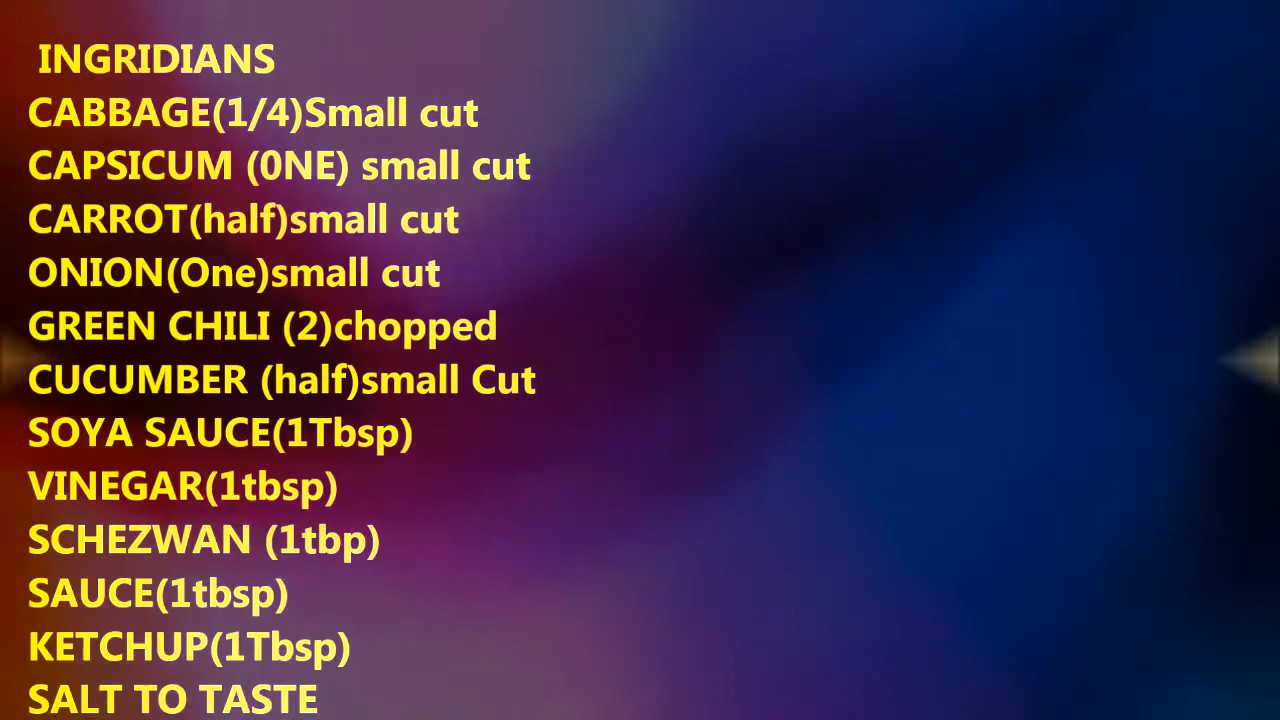 INGRIDIANS
CABBAGE(1/4)Small cut
CAPSICUM (0NE) small cut
CARROT(half)small cut
ONION(One)small cut
GREEN CHILI (2)chopped
CUCUMBER (half)small Cut
SOYA SAUCE(1Tbsp)
VINEGAR(1tbsp)
SCHEZWAN (1tbp)
SAUCE(1tbsp)
KETCHUP(1Tbsp)
SALT TO TASTE